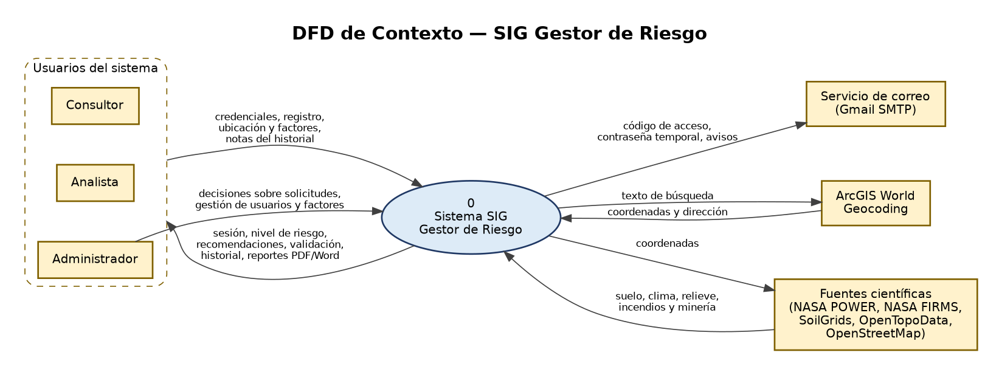 DFD de Contexto — SIG Gestor de Riesgo
Usuarios del sistema
Consultor
Analista
Administrador
credenciales, registro,
ubicación y factores,
notas del historial
decisiones sobre solicitudes,
gestión de usuarios y factores
sesión, nivel de riesgo,
recomendaciones, validación,
historial, reportes PDF/Word
0
Sistema SIG
Gestor de Riesgo
código de acceso,
contraseña temporal, avisos
texto de búsqueda
coordenadas y dirección
coordenadas
suelo, clima, relieve,
incendios y minería
Servicio de correo
(Gmail SMTP)
ArcGIS World
Geocoding
Fuentes científicas
(NASA POWER, NASA FIRMS,
SoilGrids, OpenTopoData,
OpenStreetMap)